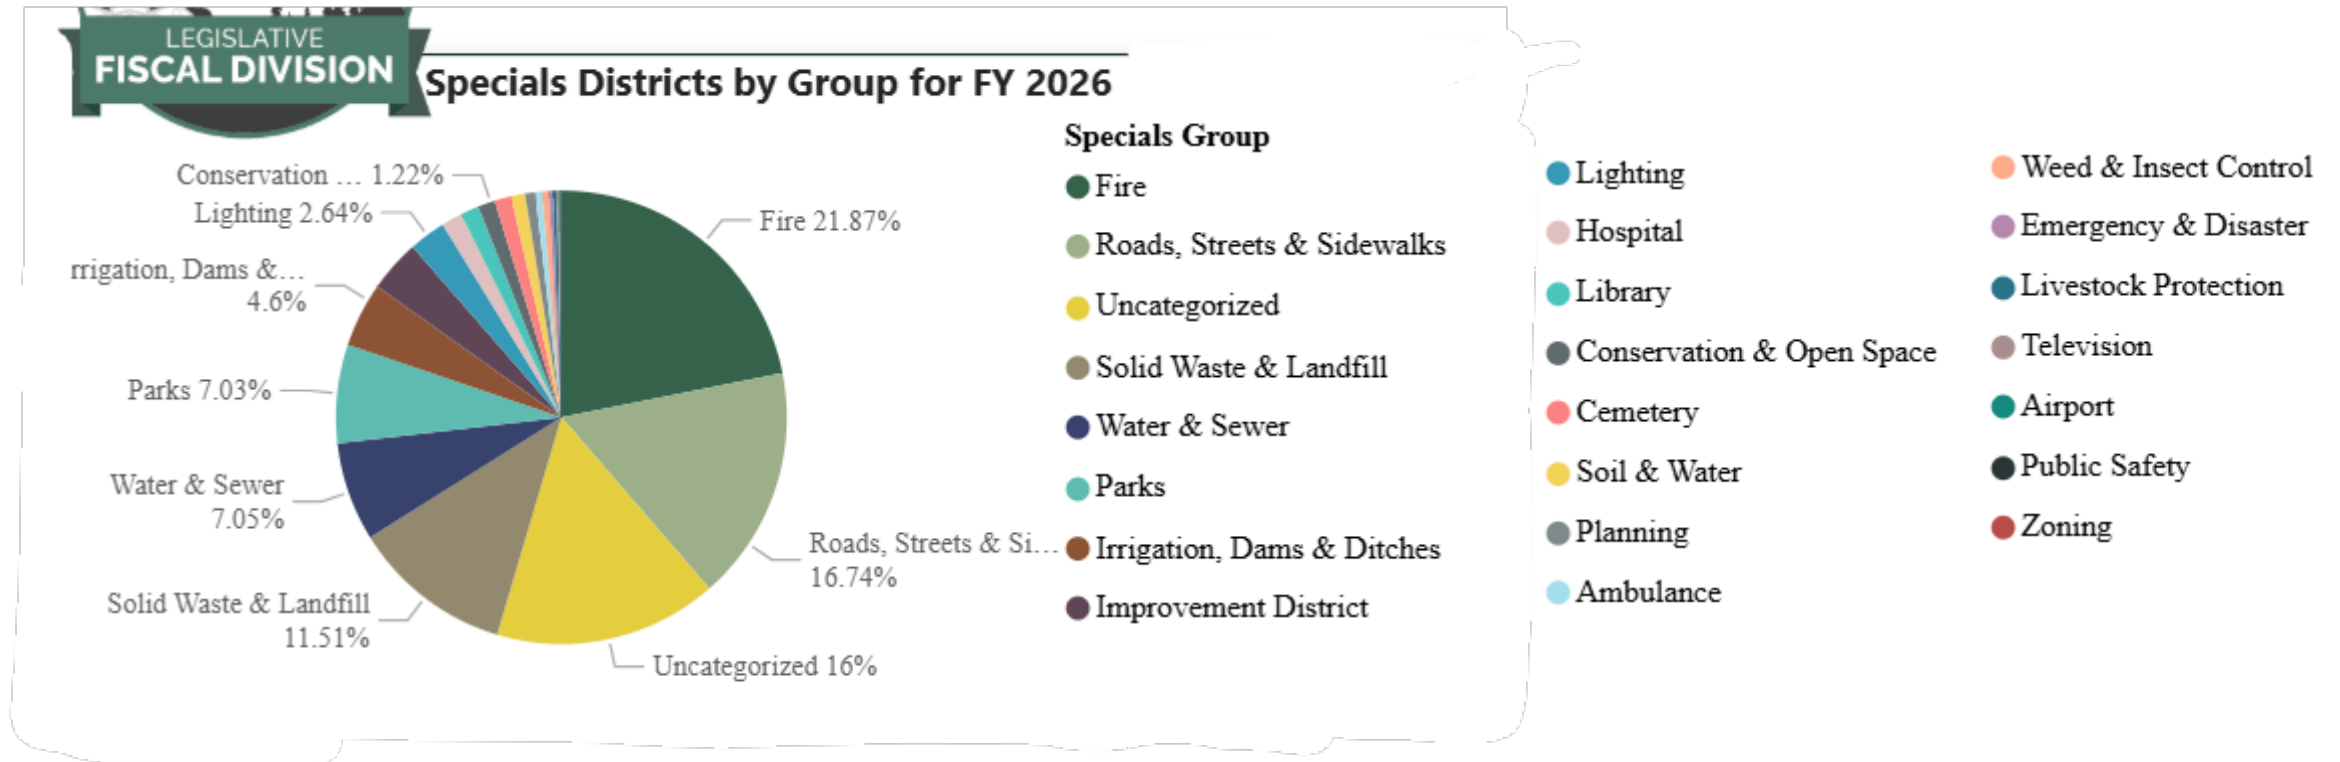 LEGISLATIVE
FISCAL DIVISION
Specials Districts by Group for FY 2026
Conservation … 1.22%
Lighting 2.64%
rrigation, Dams &…
4.6%
Parks 7.03%
Water & Sewer
7.05%
Solid Waste & Landfill
11.51%
Fire 21.87%
Roads, Streets & Si…
16.74%
Uncategorized 16%
Specials Group
Fire
Roads, Streets & Sidewalks
Uncategorized
Solid Waste & Landfill
Water & Sewer
Parks
Irrigation, Dams & Ditches
Improvement District
Lighting
Hospital
Library
Conservation & Open Space
Cemetery
Soil & Water
Planning
Ambulance
Weed & Insect Control
Emergency & Disaster
Livestock Protection
Television
Airport
Public Safety
Zoning